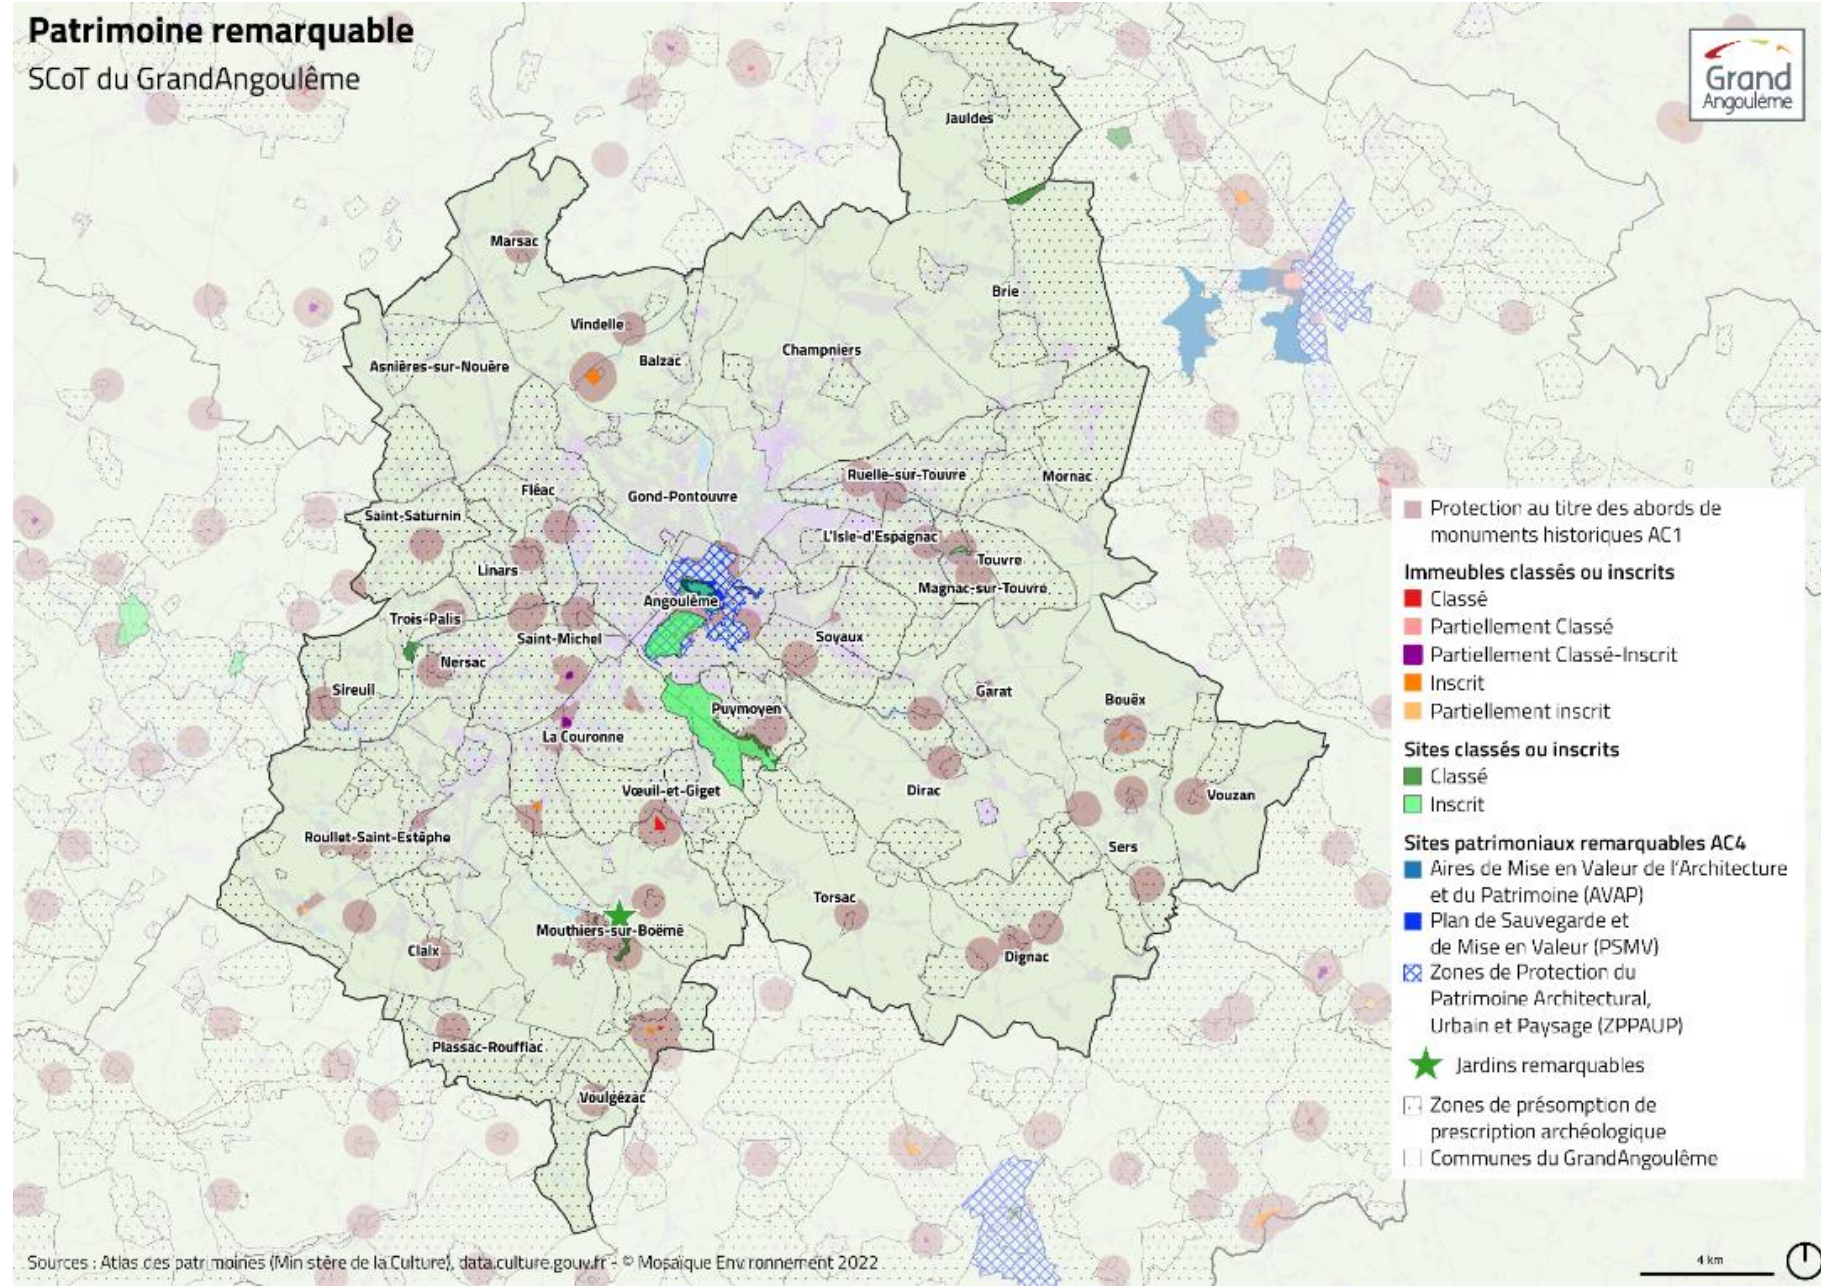 Patrimoine remarquable
SCoT du GrandAngoulême
Grand
Angoulême
Jauldes
Marsac
Brie
Vindelle
Champniers
Balzac
Asnières-sur-Nouère
Ruelle-sur-Touvre
Mornac
Fléac
Gond-Pontouvre
Saint-Saturnin
L'Isle-d'Espagnac
Touvre
Linars
Magnac-sur-Touvre
Angoulême
Trois-Palis
Saint-Michel
Soyaux
Nersac
Sireuil
Garat
Bouëx
Puymoyen
La Couronne
Vœuil-et-Giget
Dirac
Vouzan
Roullet-Saint-Estèphe
Sers
Torsac
Mouthiers-sur-Boëme
Claix
Dignac
Plassac-Rouffiac
Voulgézac
Protection au titre des abords de
monuments historiques AC1
Immeubles classés ou inscrits
Classé
Partiellement Classé
Partiellement Classé-Inscrit
Inscrit
Partiellement inscrit
Sites classés ou inscrits
Classé
Inscrit
Sites patrimoniaux remarquables AC4
Aires de Mise en Valeur de l'Architecture
et du Patrimoine (AVAP)
Plan de Sauvegarde et
de Mise en Valeur (PSMV)
Zones de Protection du
Patrimoine Architectural,
Urbain et Paysage (ZPPAUP)
Jardins remarquables
Zones de présomption de
prescription archéologique
Communes du GrandAngoulême
Sources : Atlas des patrimoines (Ministère de la Culture), data.culture.gouv.fr - © Mosaïque Environnement 2022
4 km